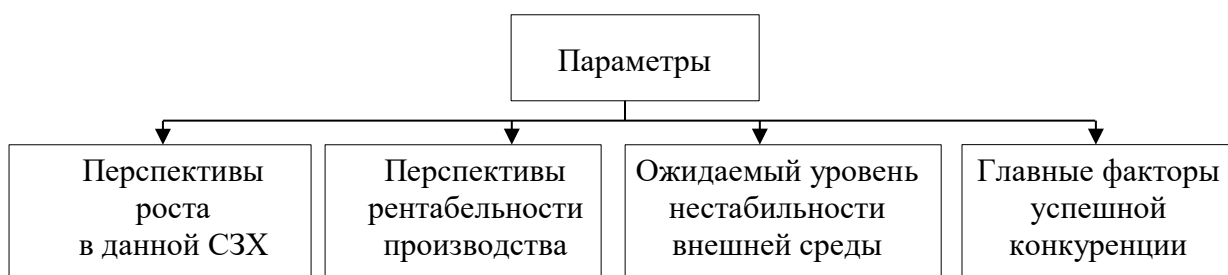 Параметры
Перспективы
роста
в данной СЗХ
Перспективы
рентабельности
производства
Ожидаемый уровень
нестабильности
внешней среды
Главные факторы
успешной
конкуренции